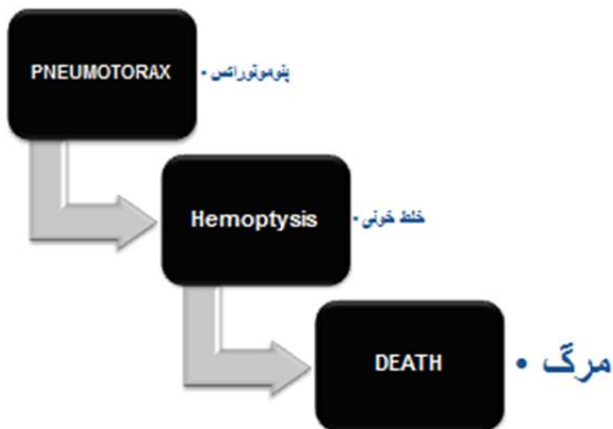 PNEUMOTORAX
• پنوموتوراکس
Hemoptysis
• خلط خونی
DEATH
• مرگ